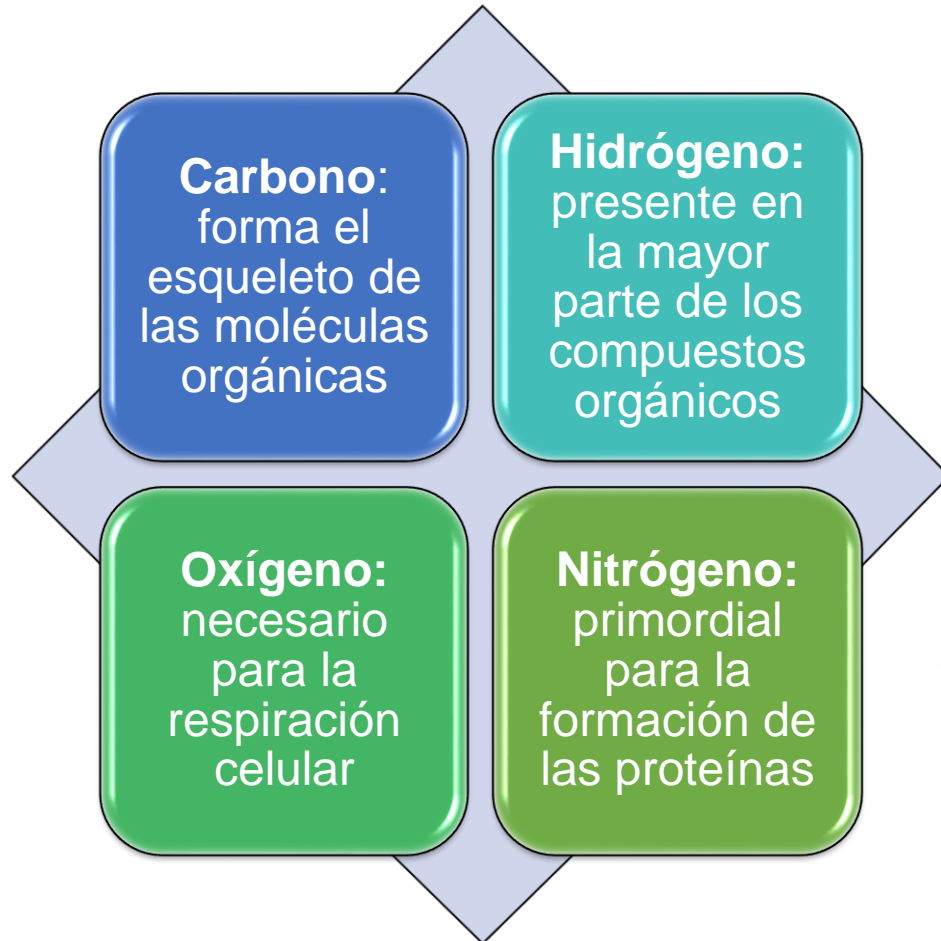 Carbono:
forma el
esqueleto de
las moléculas
orgánicas
Hidrógeno:
presente en
la mayor
parte de los
compuestos
orgánicos
Oxígeno:
necesario
para la
respiración
celular
Nitrógeno:
primordial
para la
formación de
las proteínas